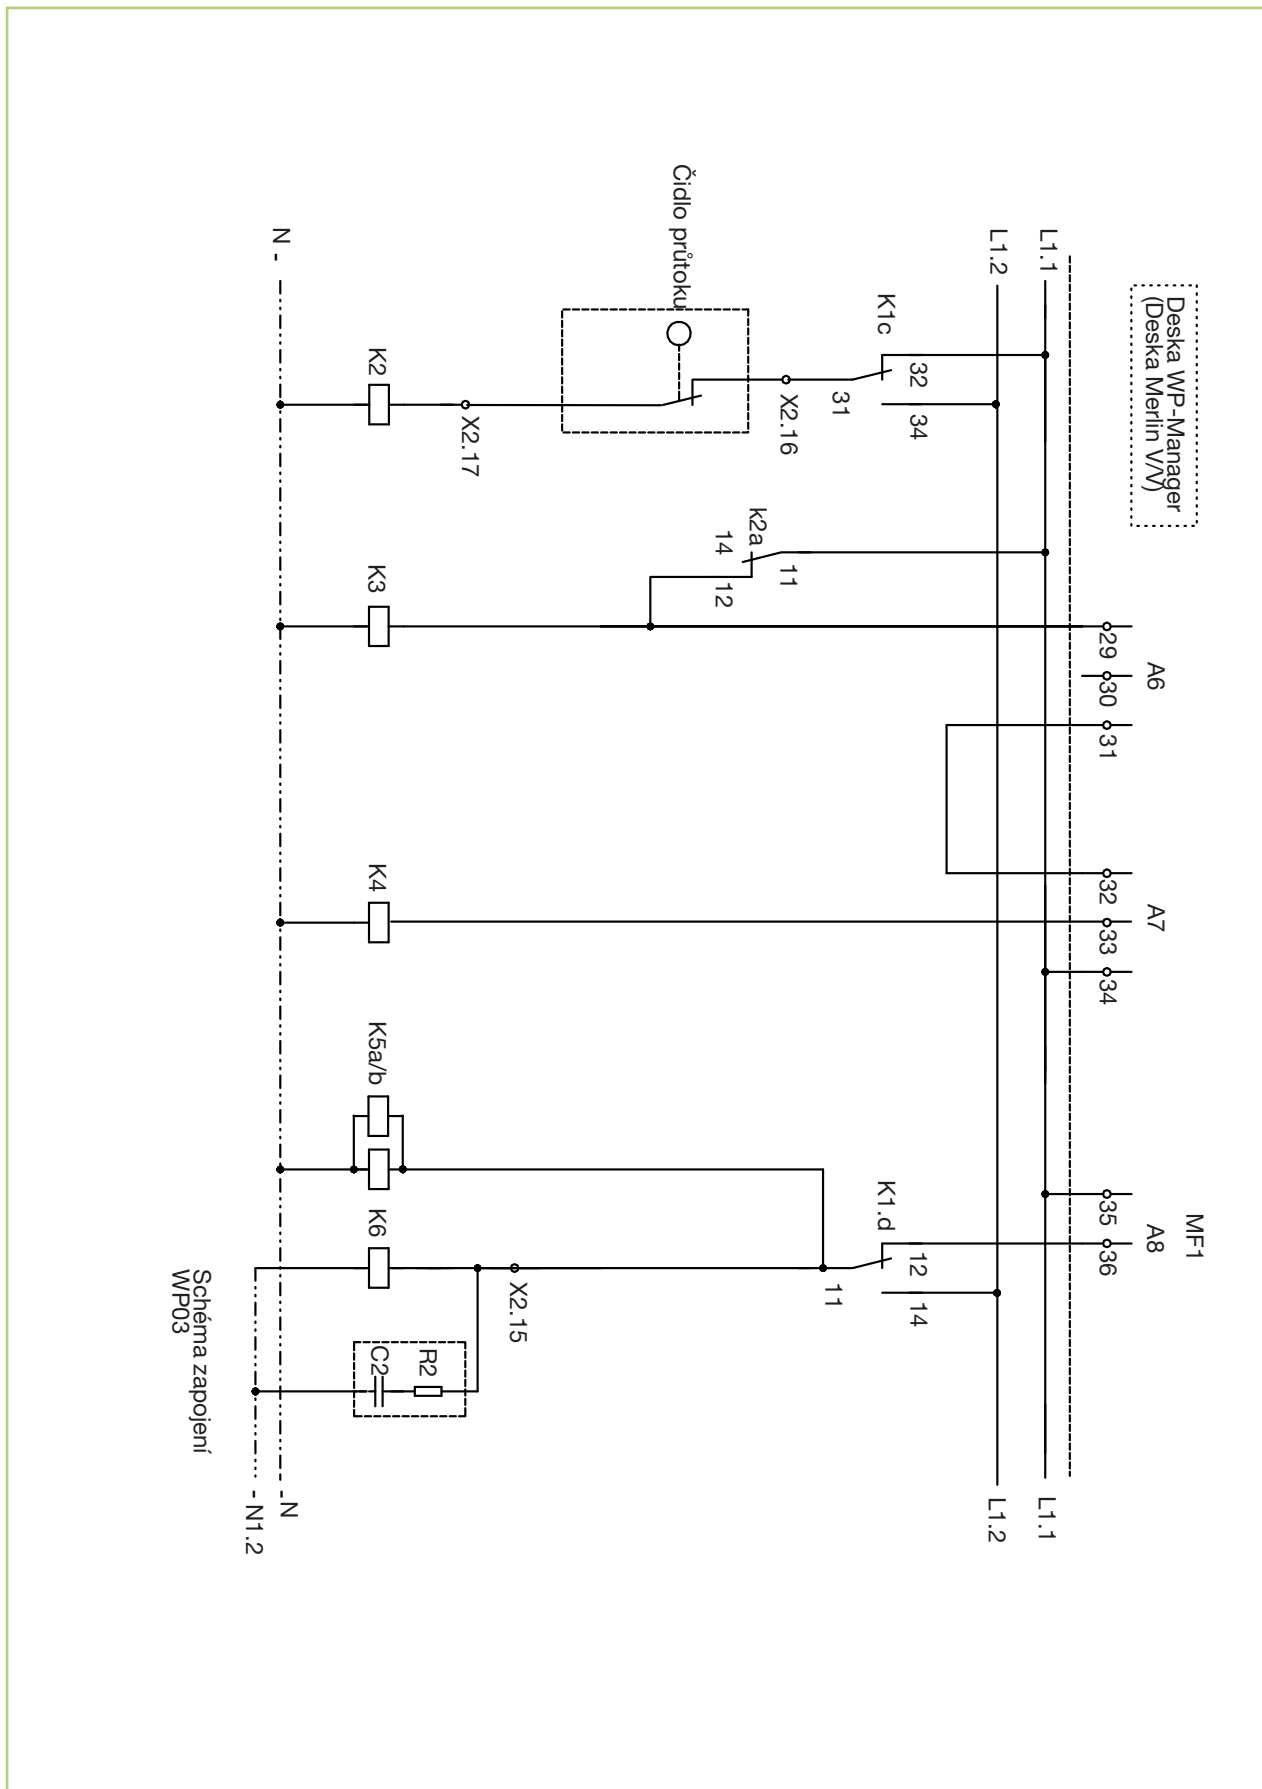 Deska WP-Manager
(Deska Merlin V/V)
MF1
A6
A7
A8
29
30
31
32
33
34
35
36
L1.1
L1.1
L1.2
L1.2
K1c
32
34
31
X2.16
Čidlo průtoku
X2.17
K2
k2a
14
11
12
K3
K4
K5a/b
K1.d
12
14
11
X2.15
K6
R2
C2
N -
- N
- N1.2
Schéma zapojení
WP03